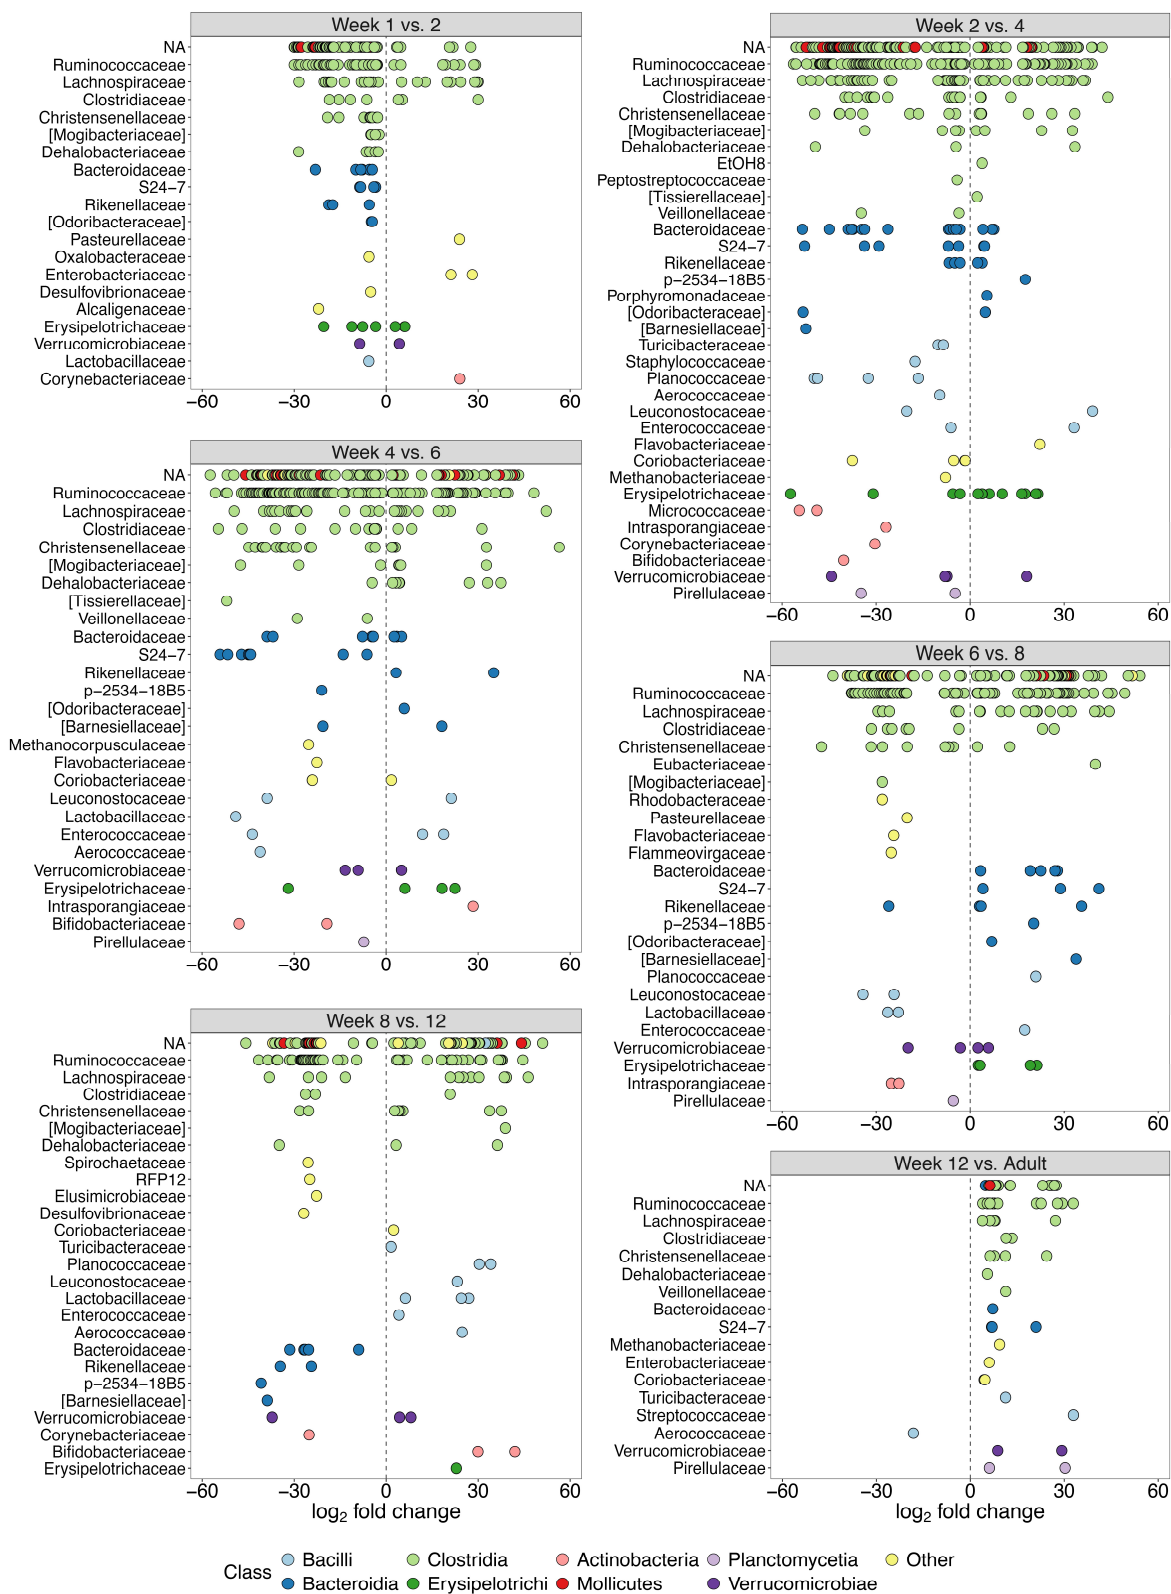 Week 1 vs. 2
NA
Ruminococcaceae
Lachnospiraceae
Clostridiaceae
Christensenellaceae
[Mogibacteriaceae]
Dehalobacteriaceae
Bacteroidaceae
S24−7
Rikenellaceae
[Odoribacteraceae]
Pasteurellaceae
Oxalobacteraceae
Enterobacteriaceae
Desulfovibrionaceae
Alcaligenaceae
Erysipelotrichaceae
Verrucomicrobiaceae
Lactobacillaceae
Corynebacteriaceae
−60 −30 0 30 60
Week 4 vs. 6
NA
Ruminococcaceae
Lachnospiraceae
Clostridiaceae
Christensenellaceae
[Mogibacteriaceae]
Dehalobacteriaceae
[Tissierellaceae]
Veillonellaceae
Bacteroidaceae
S24−7
Rikenellaceae
p−2534−18B5
[Odoribacteraceae]
[Barnesiellaceae]
Methanocorpusculaceae
Flavobacteriaceae
Coriobacteriaceae
Leuconostocaceae
Lactobacillaceae
Enterococcaceae
Aerococcaceae
Verrucomicrobiaceae
Erysipelotrichaceae
Intrasporangiaceae
Bifidobacteriaceae
Pirellulaceae
−60 −30 0 30 60
Week 8 vs. 12
NA
Ruminococcaceae
Lachnospiraceae
Clostridiaceae
Christensenellaceae
[Mogibacteriaceae]
Dehalobacteriaceae
Spirochaetaceae
RFP12
Elusimicrobiaceae
Desulfovibrionaceae
Coriobacteriaceae
Turicibacteraceae
Planococcaceae
Leuconostocaceae
Lactobacillaceae
Enterococcaceae
Aerococcaceae
Bacteroidaceae
Rikenellaceae
p−2534−18B5
[Barnesiellaceae]
Verrucomicrobiaceae
Corynebacteriaceae
Bifidobacteriaceae
Erysipelotrichaceae
−60 −30 0 30 60
log2 fold change
Week 2 vs. 4
NA
Ruminococcaceae
Lachnospiraceae
Clostridiaceae
Christensenellaceae
[Mogibacteriaceae]
Dehalobacteriaceae
EtOH8
Peptostreptococcaceae
[Tissierellaceae]
Veillonellaceae
Bacteroidaceae
S24−7
Rikenellaceae
p−2534−18B5
Porphyromonadaceae
[Odoribacteraceae]
[Barnesiellaceae]
Turicibacteraceae
Staphylococcaceae
Planococcaceae
Aerococcaceae
Leuconostocaceae
Enterococcaceae
Flavobacteriaceae
Coriobacteriaceae
Methanobacteriaceae
Erysipelotrichaceae
Micrococcaceae
Intrasporangiaceae
Corynebacteriaceae
Bifidobacteriaceae
Verrucomicrobiaceae
Pirellulaceae
−60 −30 0 30 60
Week 6 vs. 8
NA
Ruminococcaceae
Lachnospiraceae
Clostridiaceae
Christensenellaceae
Eubacteriaceae
[Mogibacteriaceae]
Rhodobacteraceae
Pasteurellaceae
Flavobacteriaceae
Flammeovirgaceae
Bacteroidaceae
S24−7
Rikenellaceae
p−2534−18B5
[Odoribacteraceae]
[Barnesiellaceae]
Planococcaceae
Leuconostocaceae
Lactobacillaceae
Enterococcaceae
Verrucomicrobiaceae
Erysipelotrichaceae
Intrasporangiaceae
Pirellulaceae
−60 −30 0 30 60
Week 12 vs. Adult
NA
Ruminococcaceae
Lachnospiraceae
Clostridiaceae
Christensenellaceae
Dehalobacteriaceae
Veillonellaceae
Bacteroidaceae
S24−7
Methanobacteriaceae
Enterobacteriaceae
Coriobacteriaceae
Turicibacteraceae
Streptococcaceae
Aerococcaceae
Verrucomicrobiaceae
Pirellulaceae
−60 −30 0 30 60
log2 fold change
Class
Bacilli Clostridia Actinobacteria Planctomycetia Other
Bacteroidia Erysipelotrichi Mollicutes Verrucomicrobiae